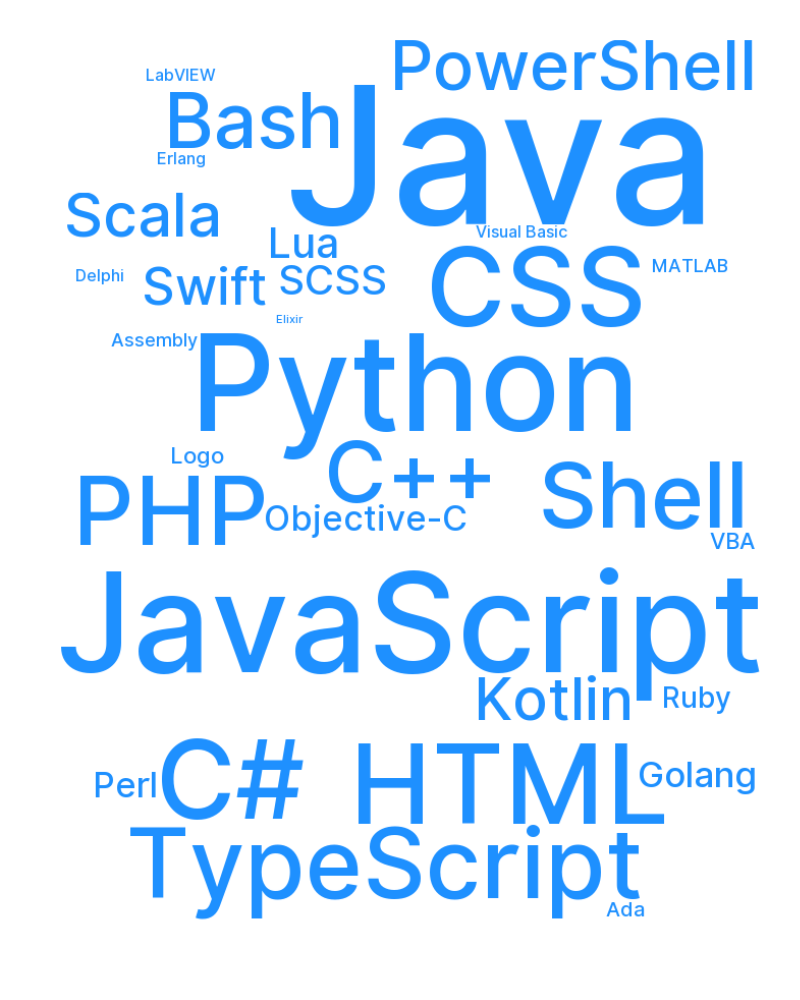 PowerShell
LabVIEW
Java
Bash
Erlang
Scala
Visual Basic
Lua
MATLAB
Delphi
Swift
SCSS
CSS
Elixir
Assembly
Python
Logo
C++
Shell
PHP
Objective-C
VBA
JavaScript
Kotlin
Ruby
Perl
C#
HTML
Golang
TypeScript
Ada